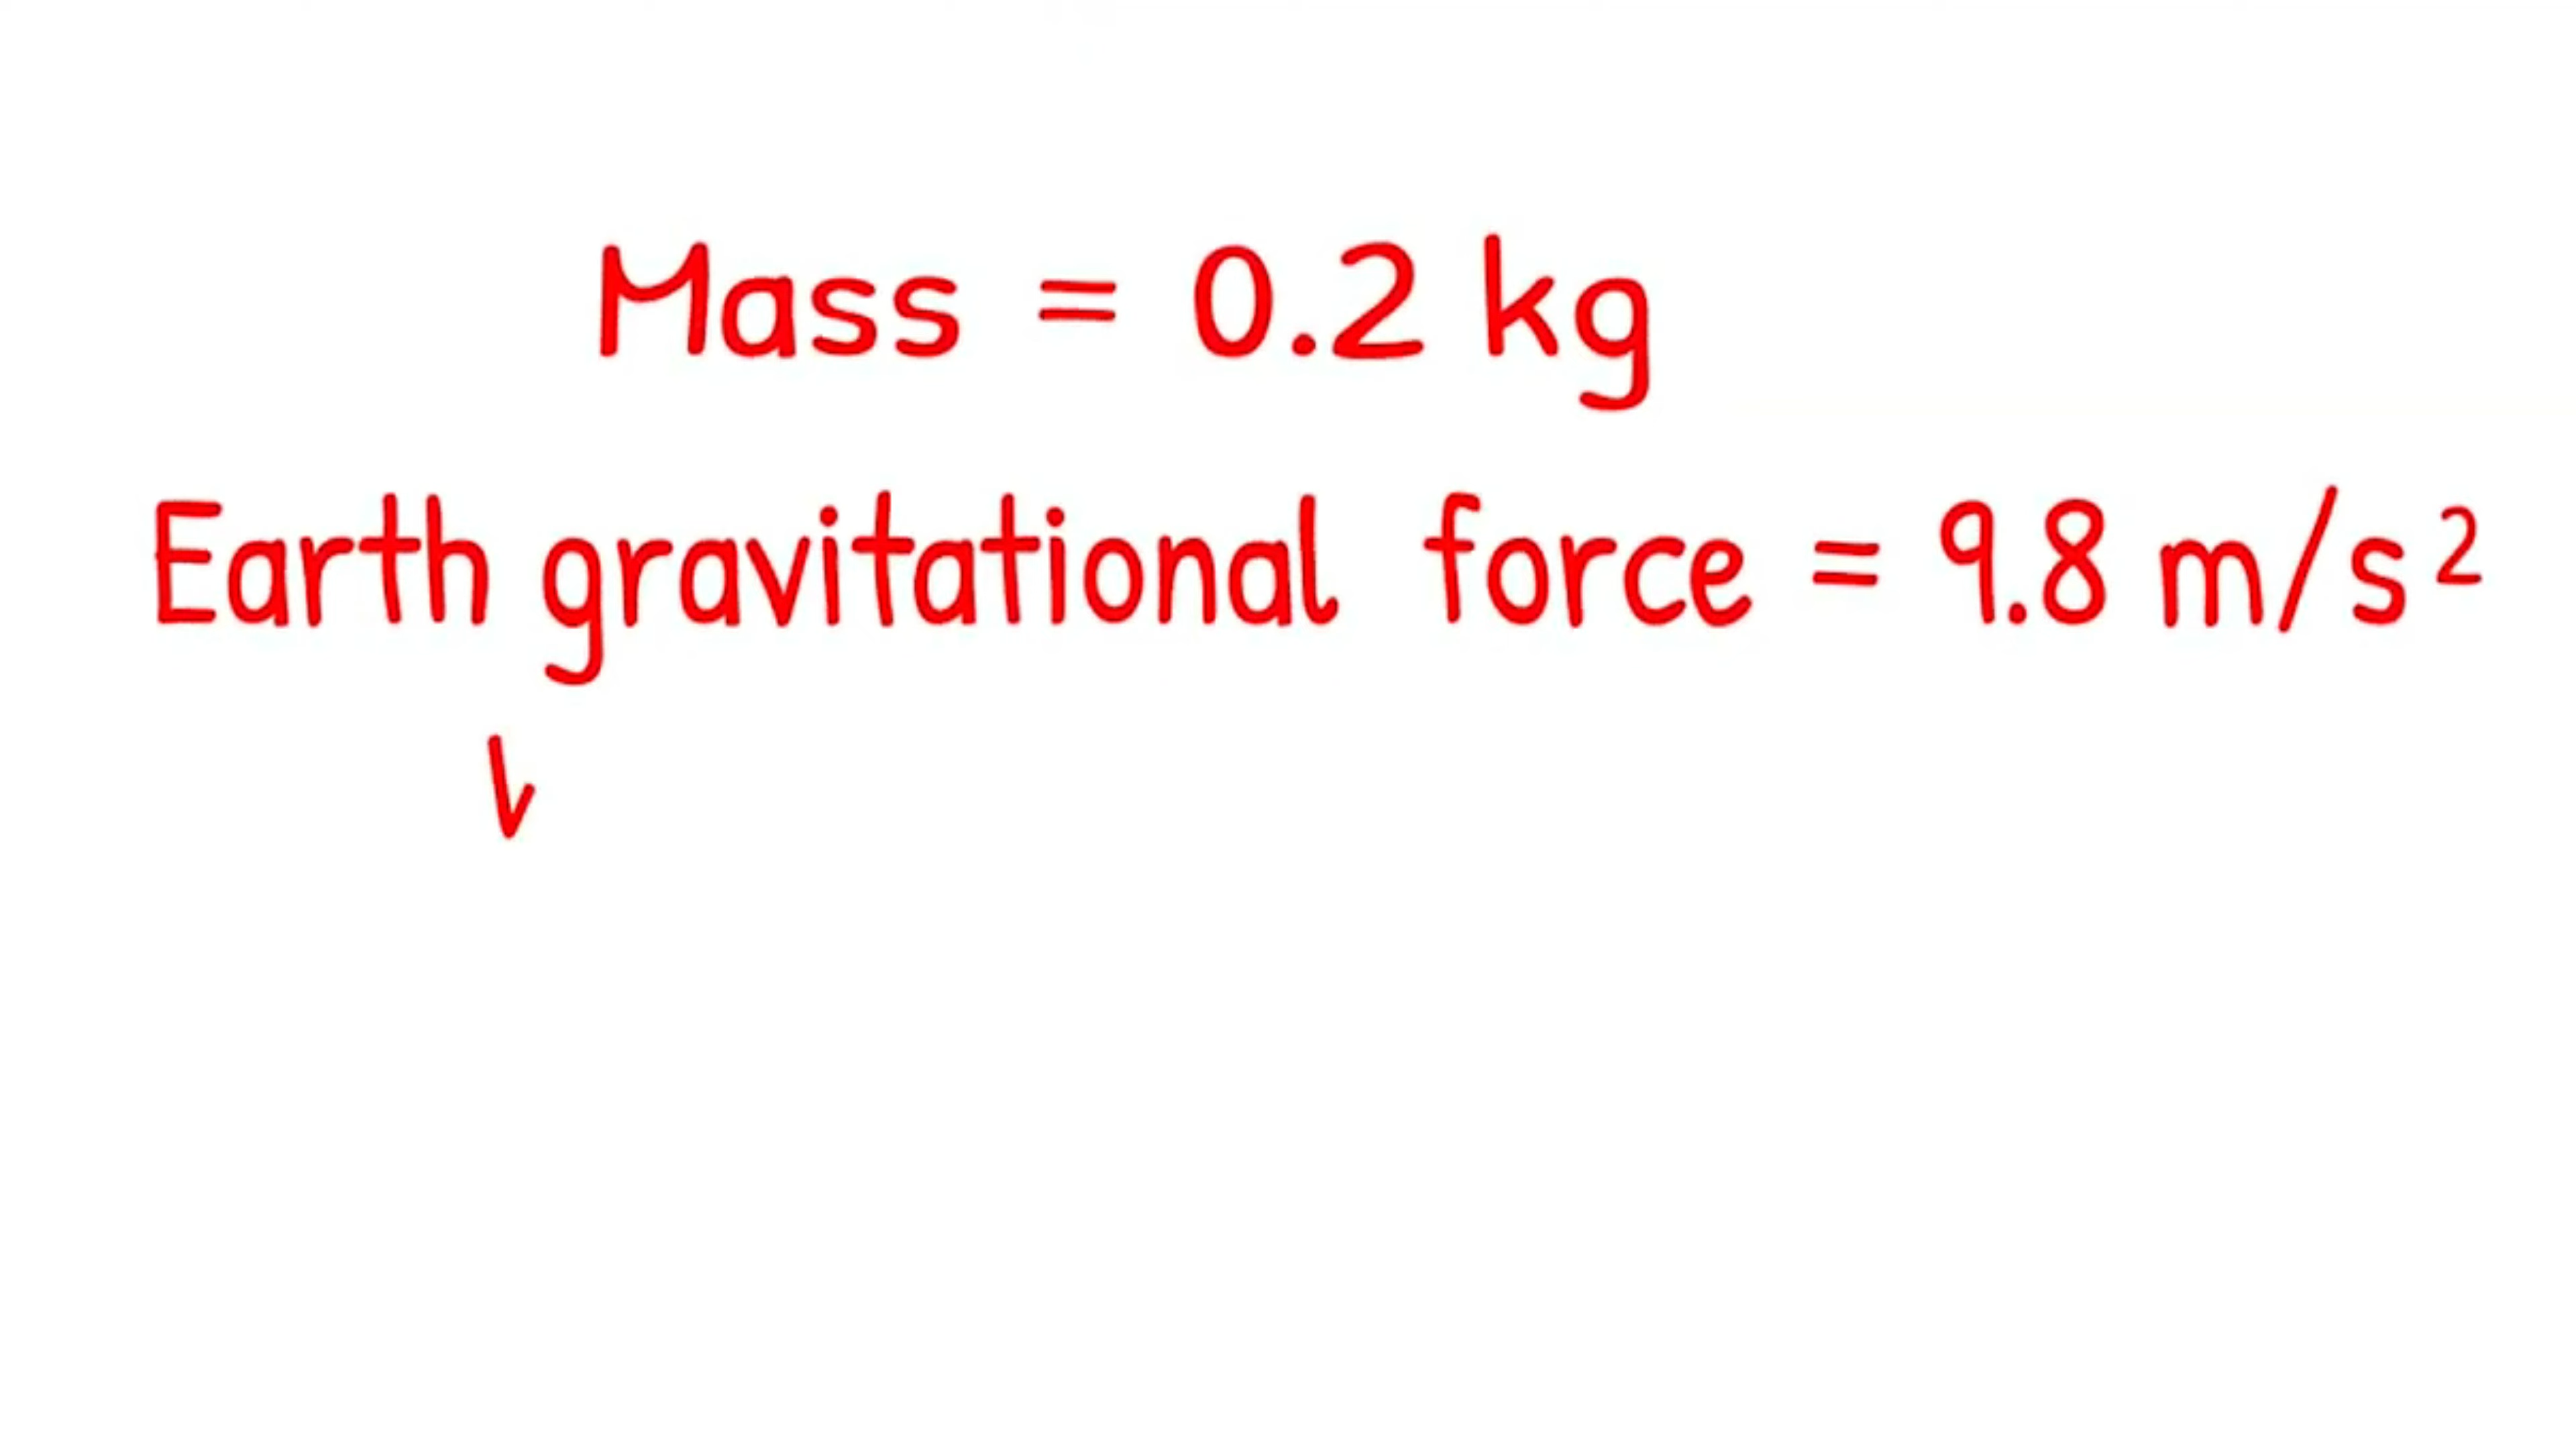 Mass = 0.2 kg
Earth gravitational force = 9.8 m/s²